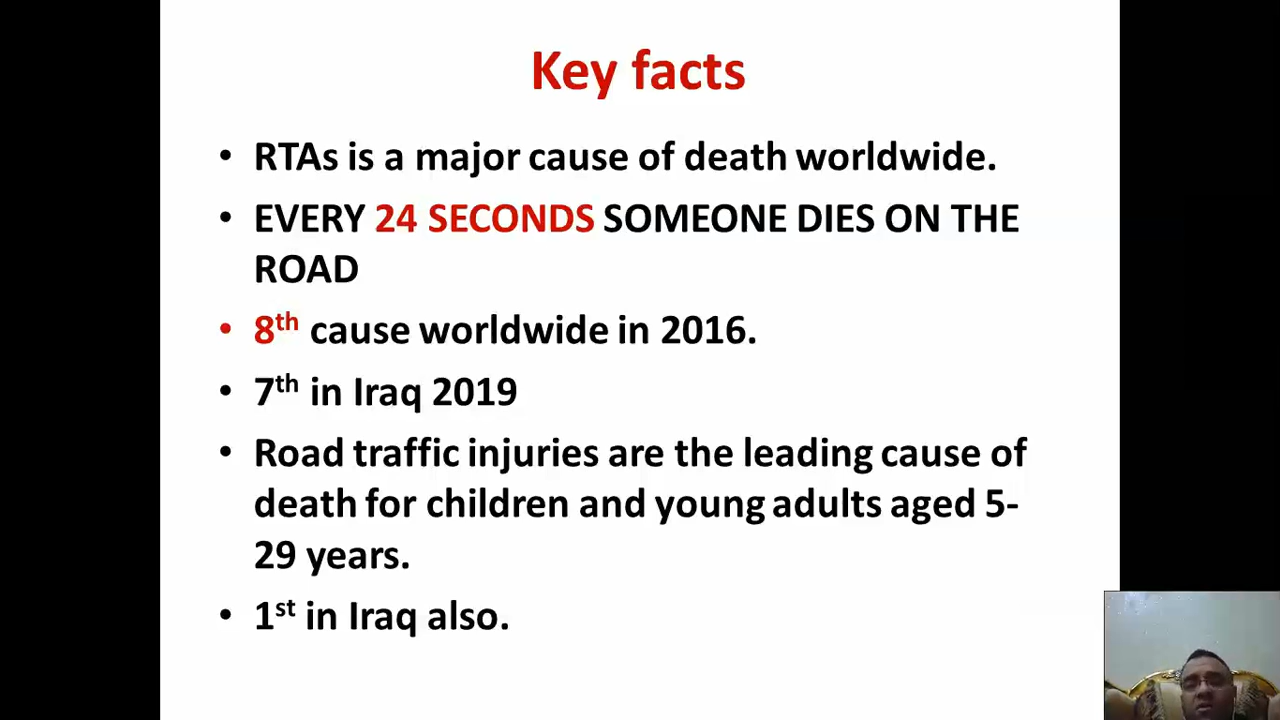 Key facts
• RTAs is a major cause of death worldwide.
• EVERY 24 SECONDS SOMEONE DIES ON THE
ROAD
• 8th cause worldwide in 2016.
• 7th in Iraq 2019
• Road traffic injuries are the leading cause of
death for children and young adults aged 5-
29 years.
• 1st in Iraq also.